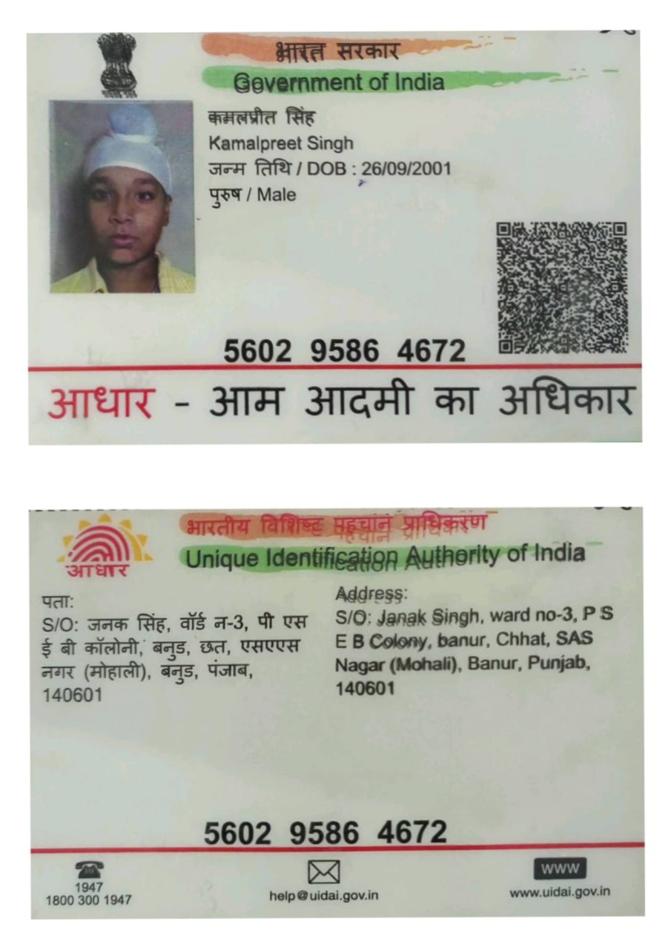 भारत सरकार
Government of India
कमलप्रीत सिंह
Kamalpreet Singh
जन्म तिथि / DOB : 26/09/2001
पुरुष / Male
5602 9586 4672
आधार - आम आदमी का अधिकार
भारतीय विशिष्ट पहचान प्राधिकरण
Unique Identification Authority of India
आधार
पता:
S/O: जनक सिंह, वॉर्ड न-3, पी एस
ई बी कॉलोनी, बनुड, छत, एसएएस
नगर (मोहाली), बनुड, पंजाब,
140601
Address:
S/O: Janak Singh, ward no-3, P S
E B Colony, banur, Chhat, SAS
Nagar (Mohali), Banur, Punjab,
140601
5602 9586 4672
1947
1800 300 1947
help@uidai.gov.in
WWW
www.uidai.gov.in